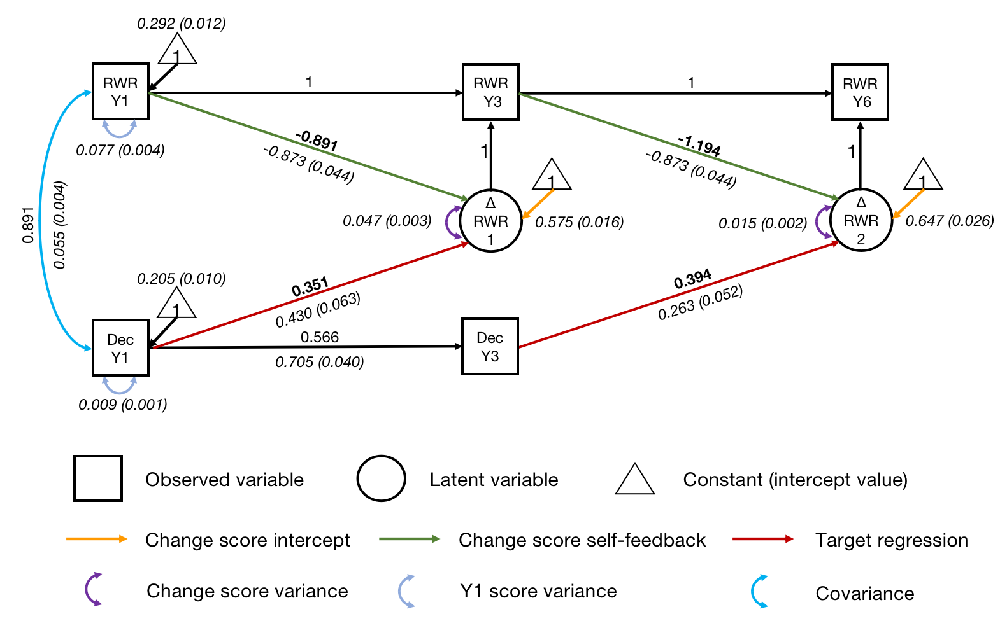 0.292 (0.012)
1
RWR
Y1
1
RWR
Y3
1
RWR
Y6
0.077 (0.004)
-0.891
-0.873 (0.044)
1
-1.194
-0.873 (0.044)
1
1
1
0.891
0.055 (0.004)
0.047 (0.003)
Δ
RWR
1
0.575 (0.016)
0.015 (0.002)
Δ
RWR
2
0.647 (0.026)
0.205 (0.010)
1
0.351
0.430 (0.063)
0.394
0.263 (0.052)
Dec
Y1
0.566
0.705 (0.040)
Dec
Y3
0.009 (0.001)
Observed variable
Latent variable
Constant (intercept value)
Change score intercept
Change score self-feedback
Target regression
Change score variance
Y1 score variance
Covariance